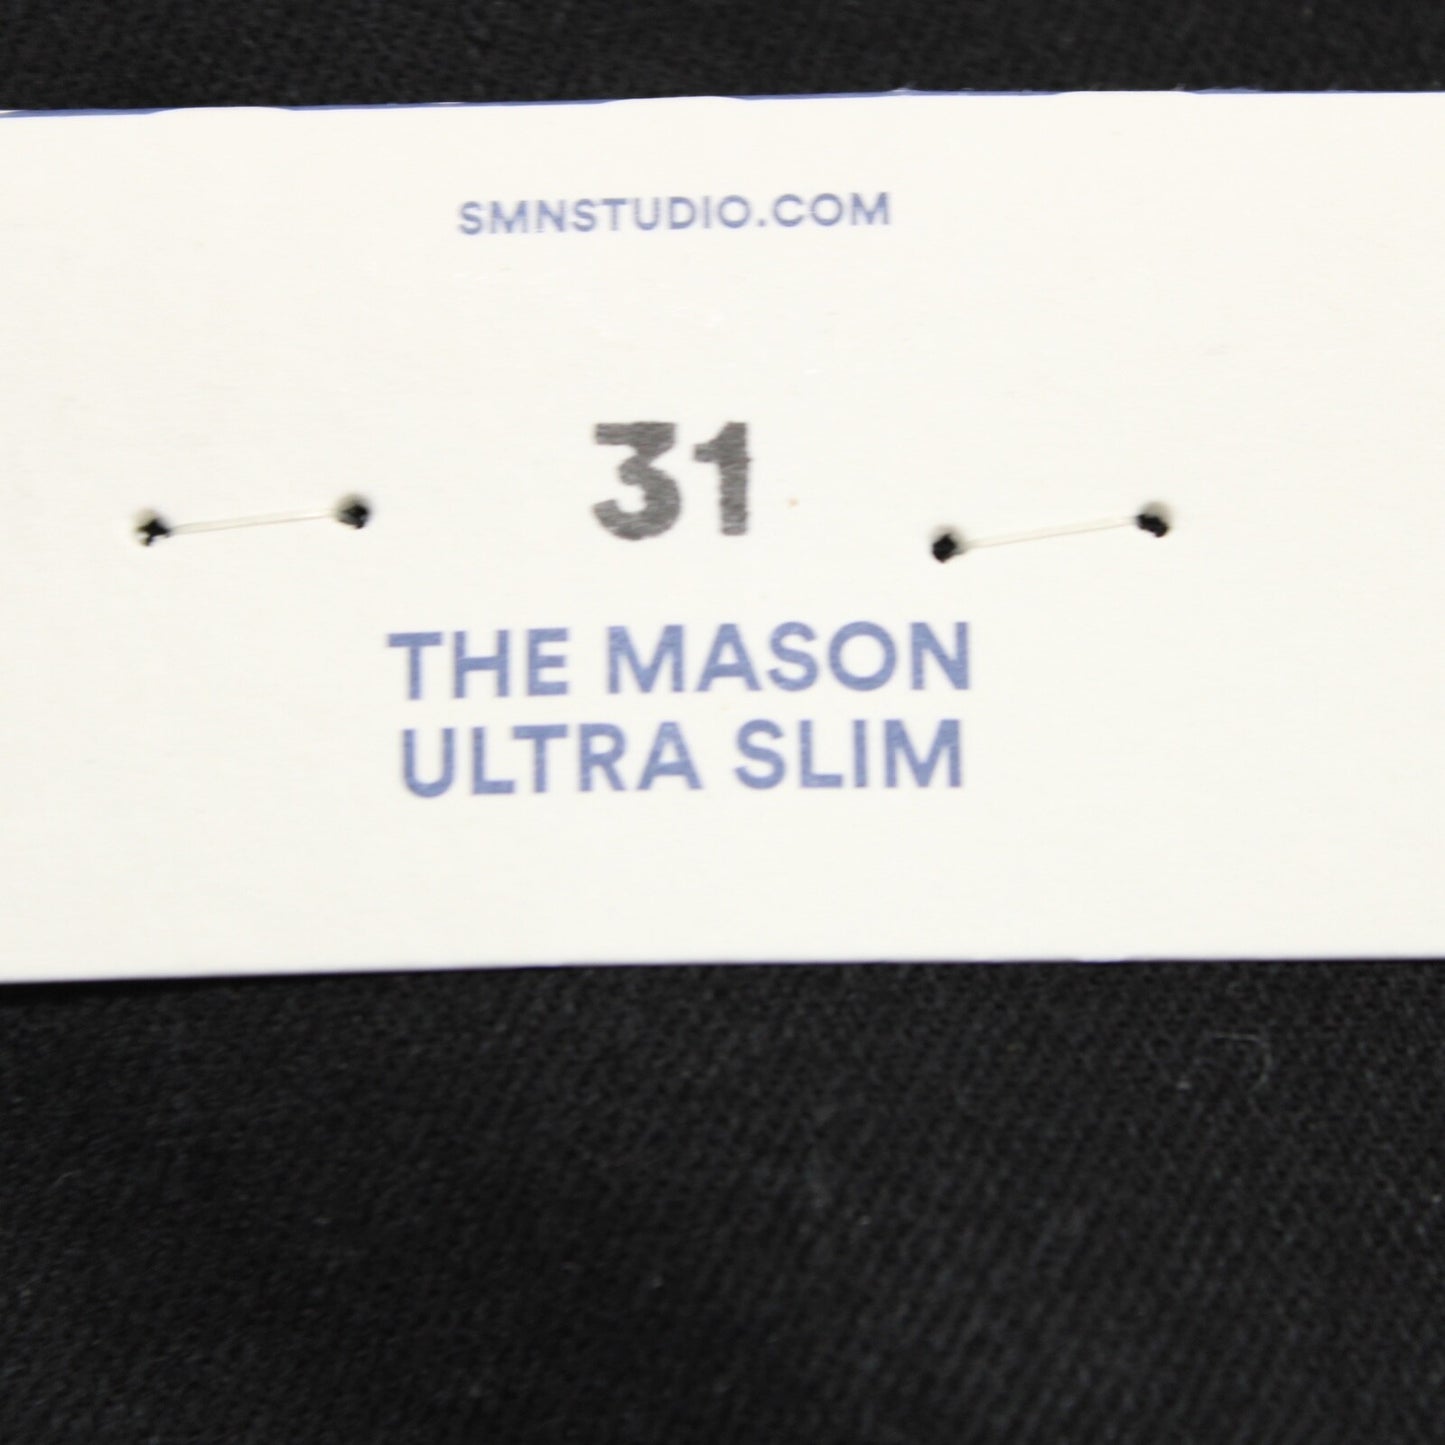 SMNSTUDIO.COM
31
THE MASON
ULTRA SLIM